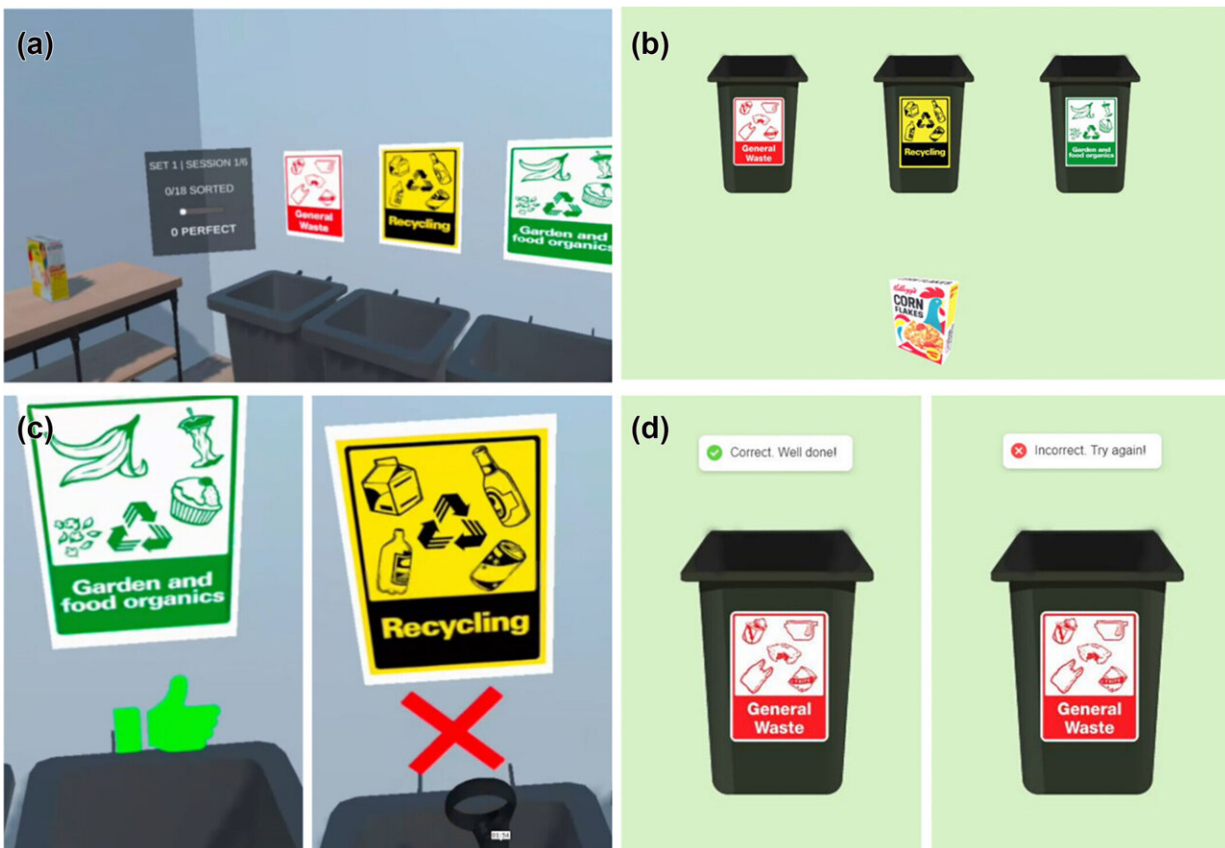 (a)
SET 1 | SESSION 1/6
0/18 SORTED
0 PERFECT
General
Waste
Recycling
Garden and
food organics
(b)
General
Waste
Recycling
Garden and
food organics
Kellogg's
CORN
FLAKES
(c)
Garden and
food organics
Recycling
(d)
Correct. Well done!
General
Waste
Incorrect. Try again!
General
Waste